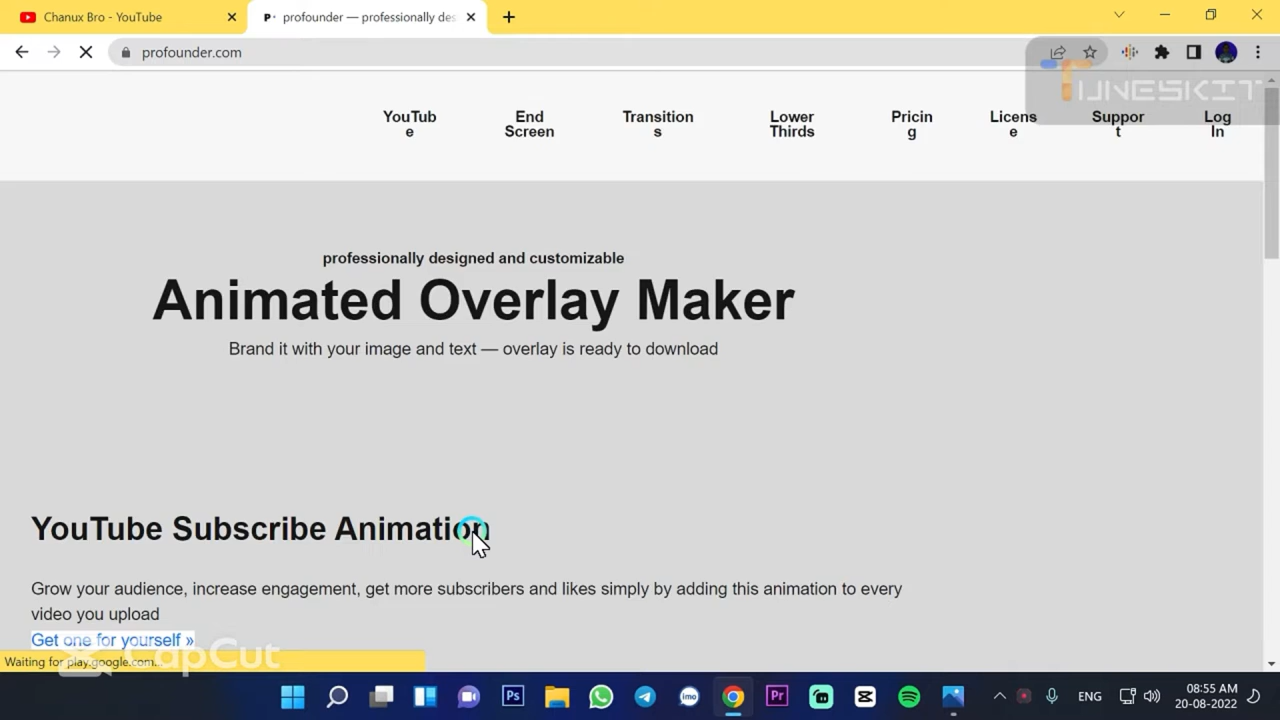 Chanux Bro - YouTube
profounder — professionally des
profounder.com
TUNESKIT
YouTub
e
End
Screen
Transition
s
Lower
Thirds
Pricin
g
Licens
e
Suppor
t
Log
In
professionally designed and customizable
Animated Overlay Maker
Brand it with your image and text — overlay is ready to download
YouTube Subscribe Animation
Grow your audience, increase engagement, get more subscribers and likes simply by adding this animation to every
video you upload
Get one for yourself »
CapCut
Waiting for play.google.com...
Ps
imo
Pr
ENG
08:55 AM
20-08-2022